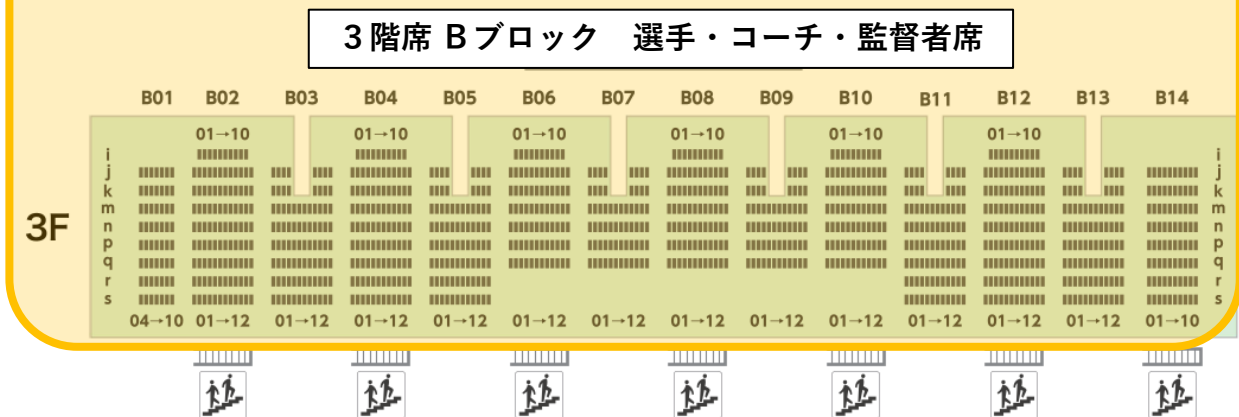 3階席 Bブロック　選手・コーチ・監督者席
B01 B02 B03 B04 B05 B06 B07 B08 B09 B10 B11 B12 B13 B14
01→10 01→10 01→10 01→10 01→10 01→10
i i
j j
k k
m m
3F
n n
p p
q q
r r
s s
04→10 01→12 01→12 01→12 01→12 01→12 01→12 01→12 01→12 01→12 01→12 01→12 01→12 01→10